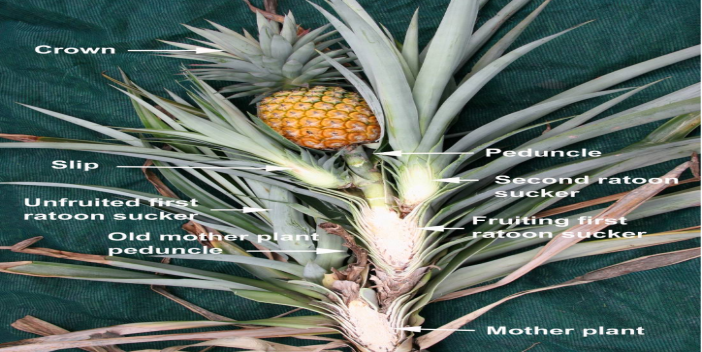 Crown
Peduncle
Slip
Second ratoon
sucker
Unfruited first
ratoon sucker
Fruiting first
ratoon sucker
Old mother plant
peduncle
Mother plant